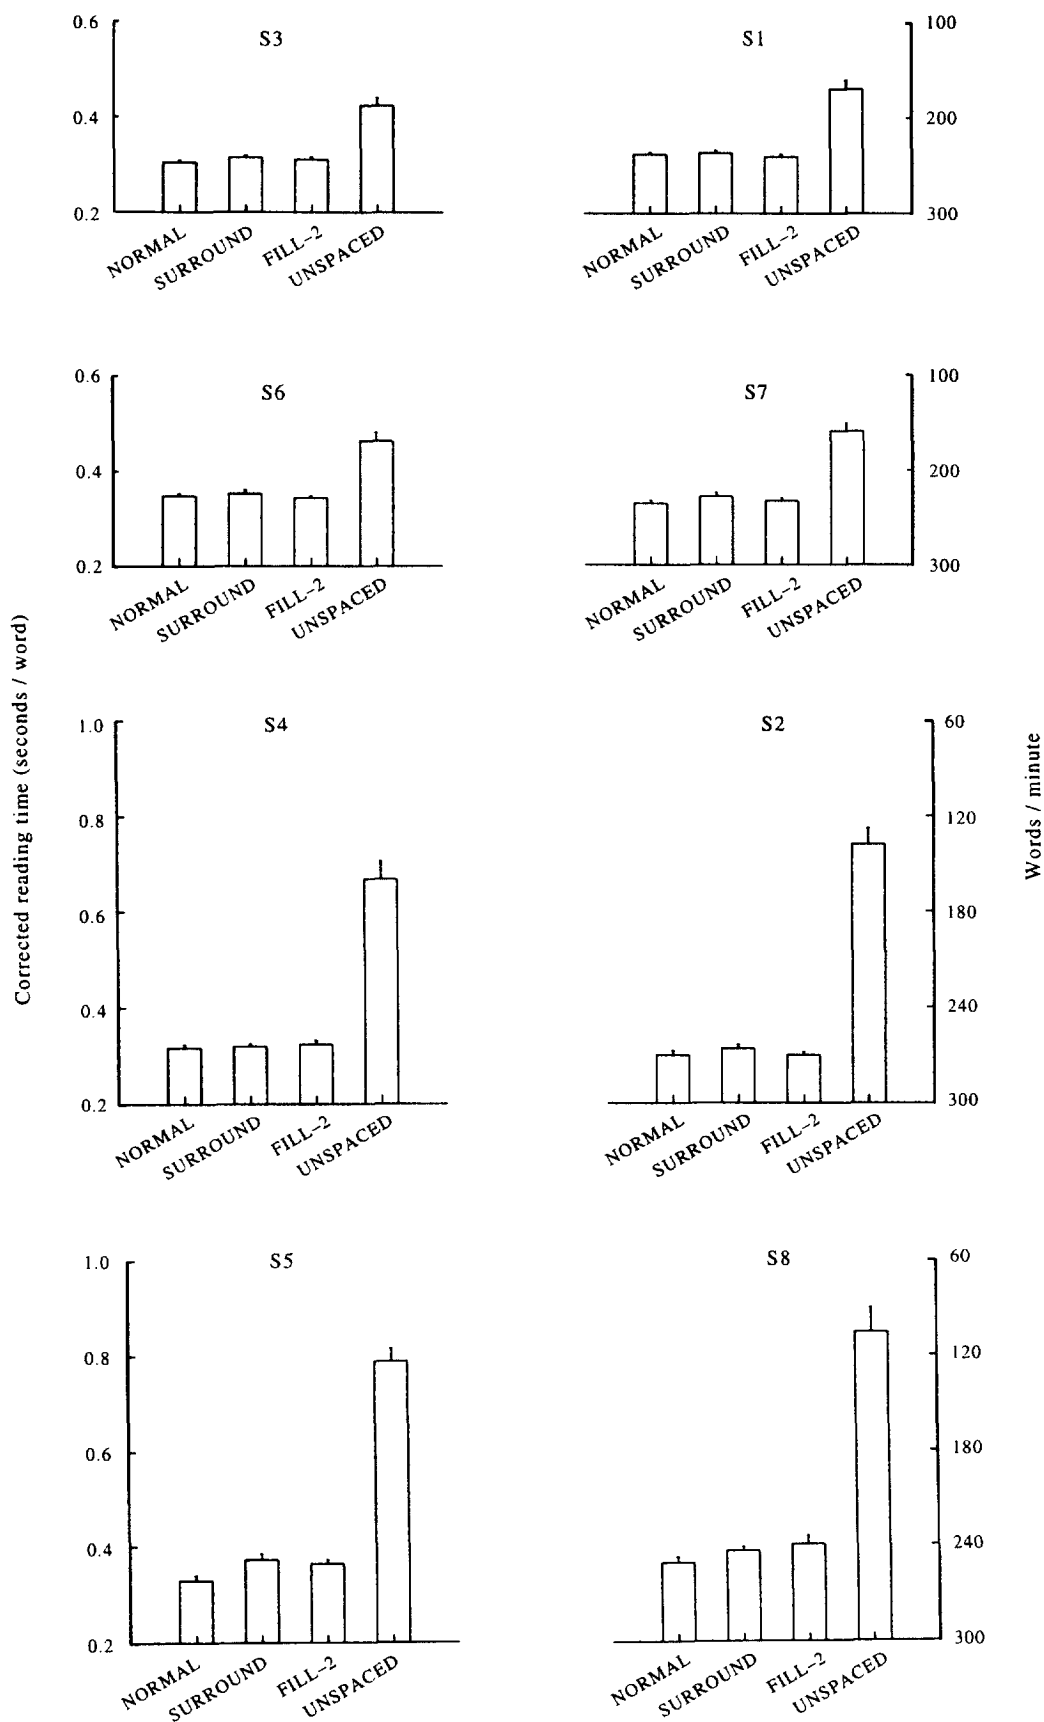 S3
0.6
0.4
0.2
NORMAL
SURROUND
FILL-2
UNSPACED
S1
100
200
300
NORMAL
SURROUND
FILL-2
UNSPACED
S6
0.6
0.4
0.2
NORMAL
SURROUND
FILL-2
UNSPACED
S7
100
200
300
NORMAL
SURROUND
FILL-2
UNSPACED
Corrected reading time (seconds / word)
S4
1.0
0.8
0.6
0.4
0.2
NORMAL
SURROUND
FILL-2
UNSPACED
S2
60
120
180
240
300
NORMAL
SURROUND
FILL-2
UNSPACED
Words / minute
S5
1.0
0.8
0.6
0.4
0.2
NORMAL
SURROUND
FILL-2
UNSPACED
S8
60
120
180
240
300
NORMAL
SURROUND
FILL-2
UNSPACED